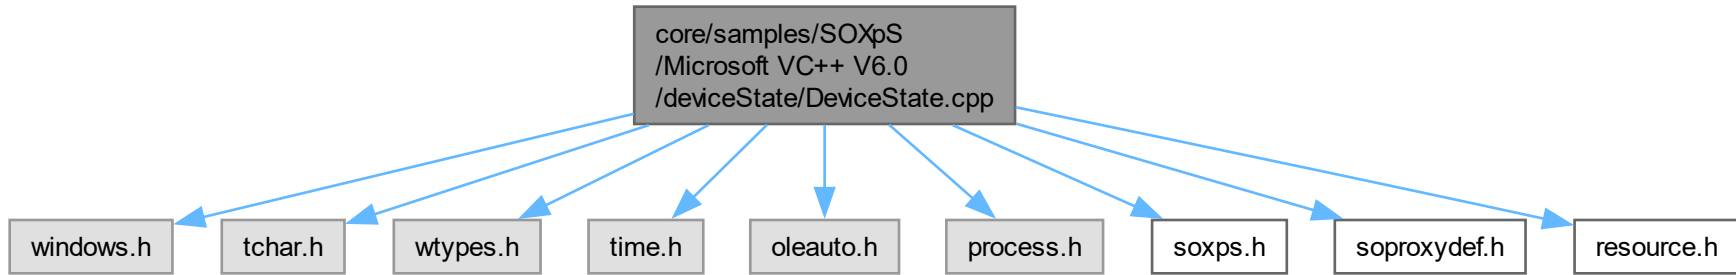 core/samples/SOXpS
/Microsoft VC++ V6.0
/deviceState/DeviceState.cpp
windows.h
tchar.h
wtypes.h
time.h
oleauto.h
process.h
soxps.h
soproxydef.h
resource.h